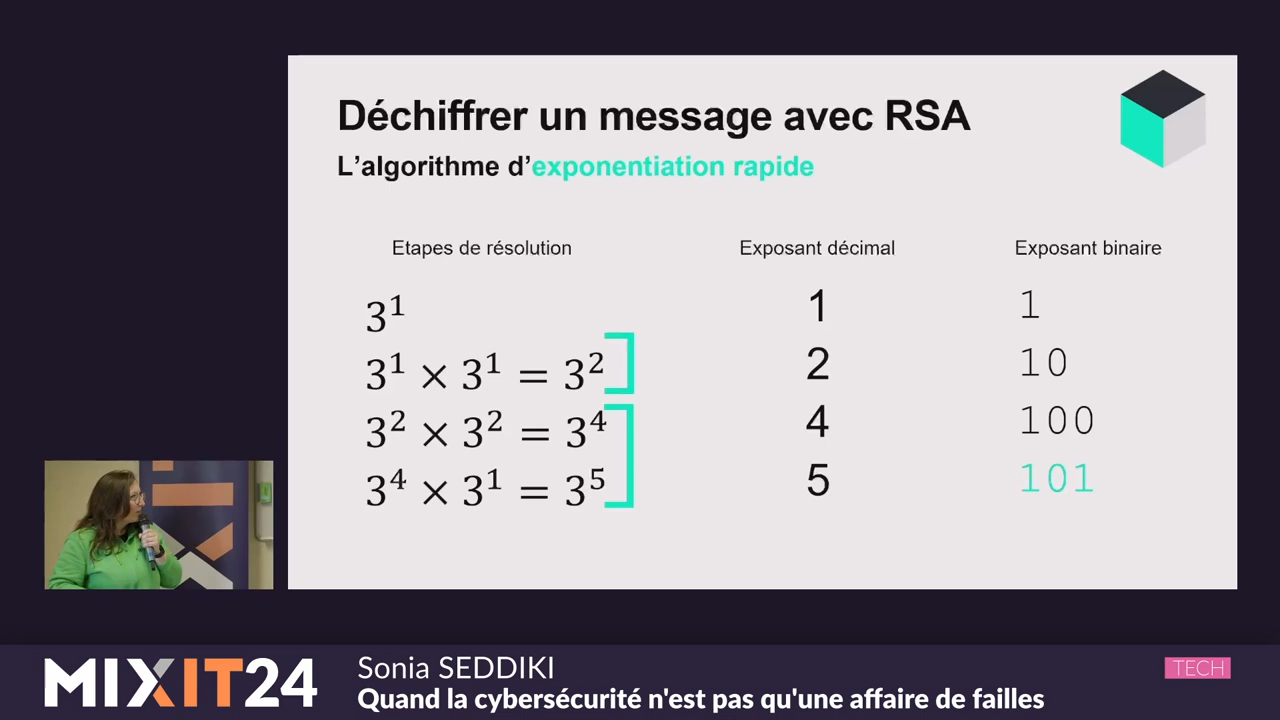 Déchiffrer un message avec RSA
L'algorithme d'exponentiation rapide
Etapes de résolution Exposant décimal Exposant binaire
3¹ 1 1
3¹ × 3¹ = 3² 2 10
3² × 3² = 3⁴ 4 100
3⁴ × 3¹ = 3⁵ 5 101
MIXIT24
Sonia SEDDIKI
TECH
Quand la cybersécurité n'est pas qu'une affaire de failles